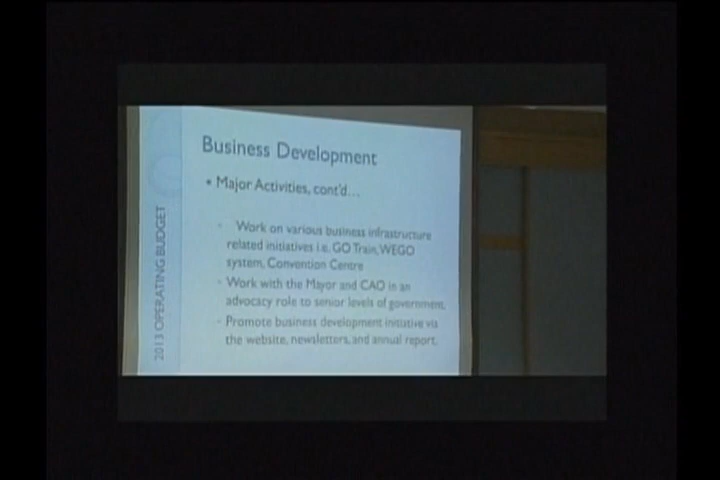 Business Development
• Major Activities, cont'd...
- Work on various business infrastructure
related initiatives i.e. GO Train, WEGO
system, Convention Centre
- Work with the Mayor and CAO in an
advocacy role to senior levels of government.
- Promote business development initiative via
the website, newsletters, and annual report.
2013 OPERATING BUDGET